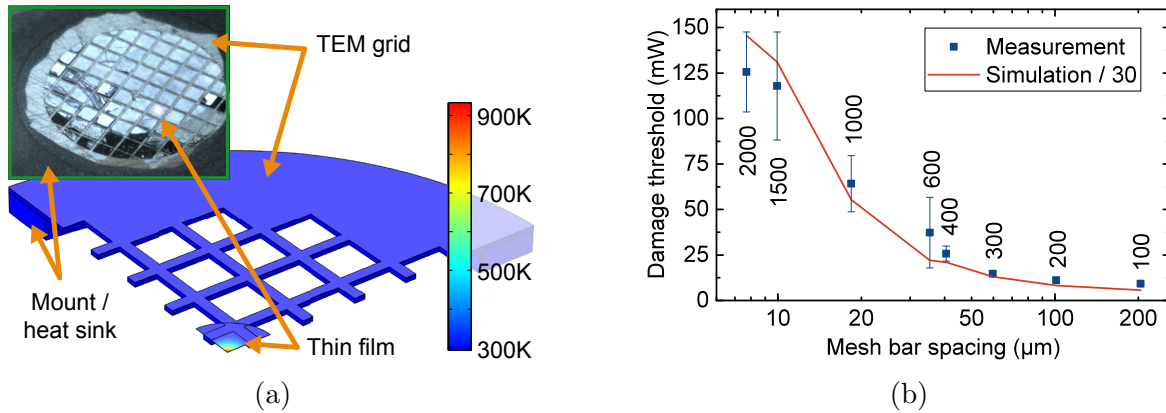 TEM grid
900K
700K
500K
300K
Mount /
heat sink
Thin film
(a)
Damage threshold (mW)
150
125
100
75
50
25
0
Measurement
Simulation / 30
2000
1500
1000
600
400
300
200
100
10
20
50
100
200
Mesh bar spacing (µm)
(b)